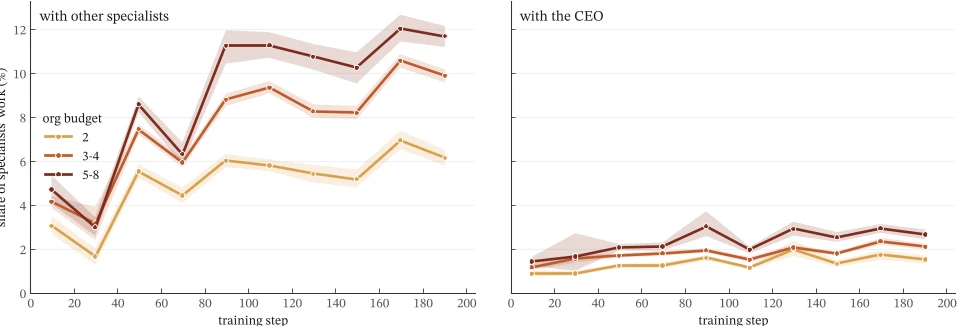 with other specialists
with the CEO
share of specialists' work (%)
12
10
8
6
4
2
0
org budget
2
3-4
5-8
0 20 40 60 80 100 120 140 160 180 200
training step
0 20 40 60 80 100 120 140 160 180 200
training step